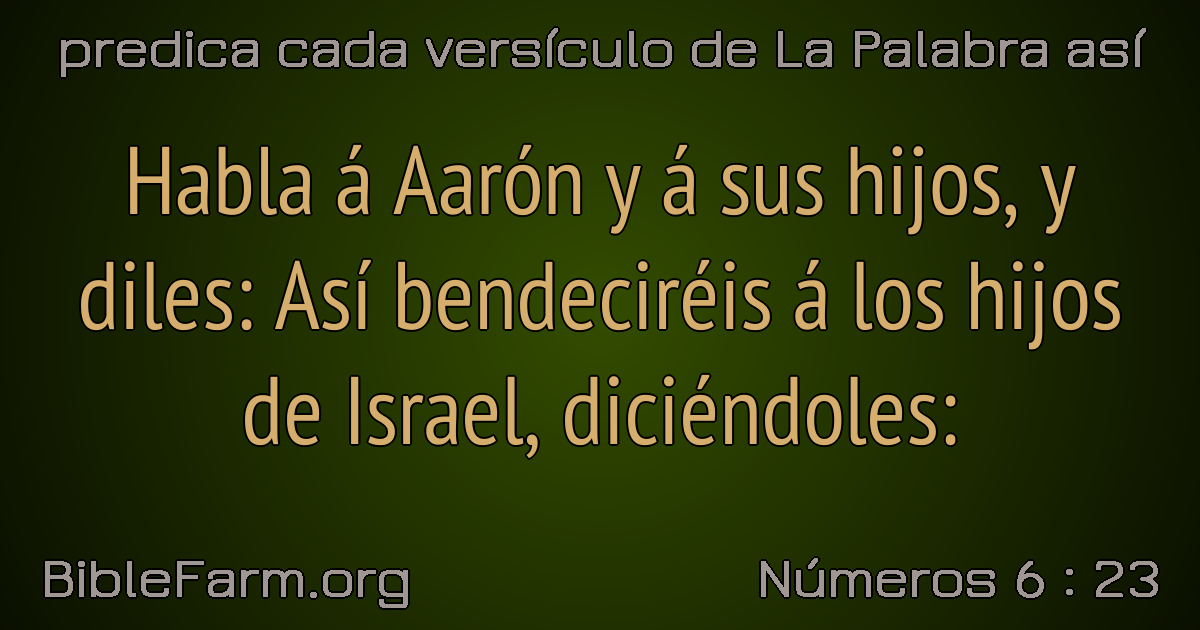 predica cada versículo de La Palabra así
Habla á Aarón y á sus hijos, y
diles: Así bendeciréis á los hijos
de Israel, diciéndoles:
BibleFarm.org
Números 6 : 23